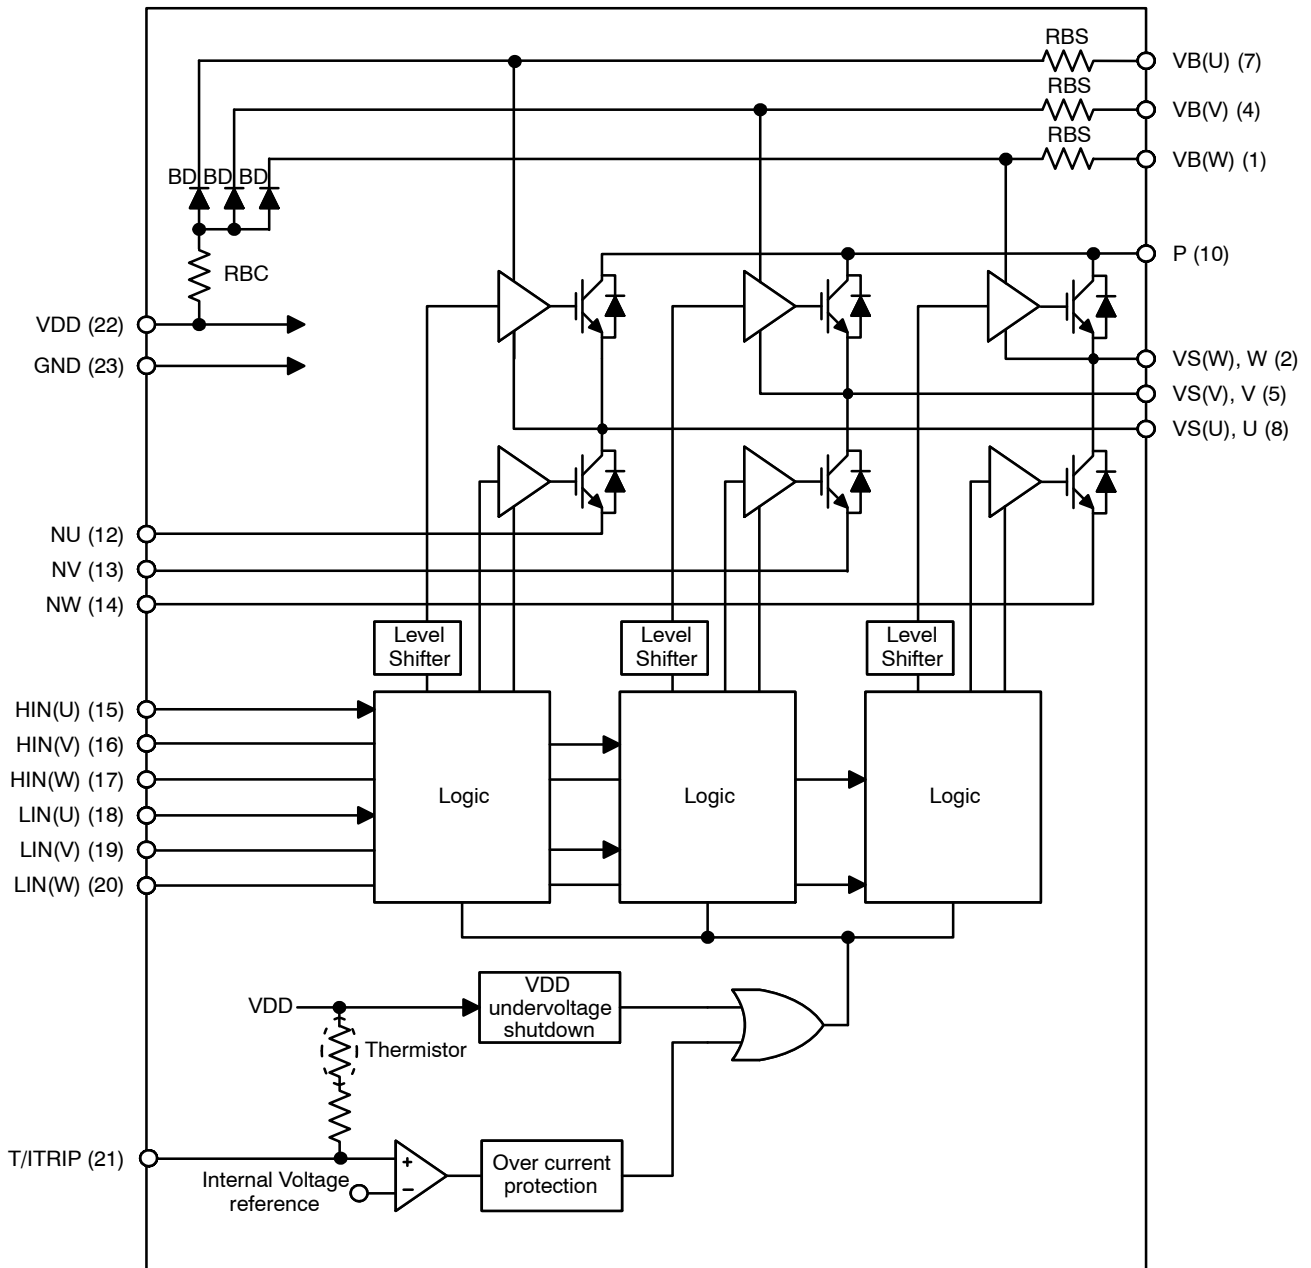 RBS
VB(U) (7)
RBS
VB(V) (4)
RBS
VB(W) (1)
BD BD BD
P (10)
RBC
VDD (22)
GND (23)
VS(W), W (2)
VS(V), V (5)
VS(U), U (8)
NU (12)
NV (13)
NW (14)
Level
Shifter
Level
Shifter
Level
Shifter
HIN(U) (15)
HIN(V) (16)
HIN(W) (17)
LIN(U) (18)
LIN(V) (19)
LIN(W) (20)
Logic
Logic
Logic
VDD
VDD
undervoltage
shutdown
Thermistor
T/ITRIP (21)
+
−
Internal Voltage
reference
Over current
protection